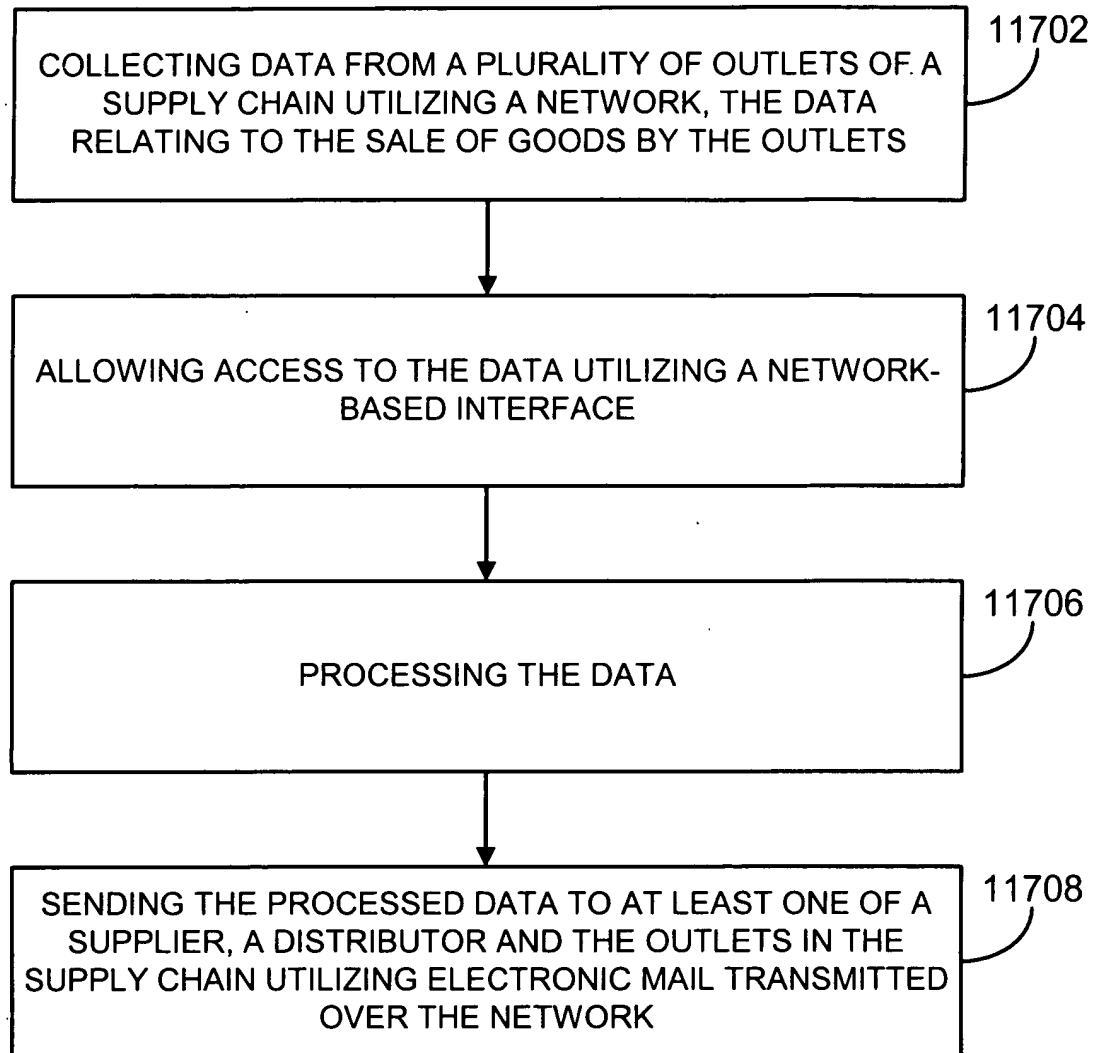 11702
COLLECTING DATA FROM A PLURALITY OF OUTLETS OF A
SUPPLY CHAIN UTILIZING A NETWORK, THE DATA
RELATING TO THE SALE OF GOODS BY THE OUTLETS
11704
ALLOWING ACCESS TO THE DATA UTILIZING A NETWORK-
BASED INTERFACE
11706
PROCESSING THE DATA
11708
SENDING THE PROCESSED DATA TO AT LEAST ONE OF A
SUPPLIER, A DISTRIBUTOR AND THE OUTLETS IN THE
SUPPLY CHAIN UTILIZING ELECTRONIC MAIL TRANSMITTED
OVER THE NETWORK